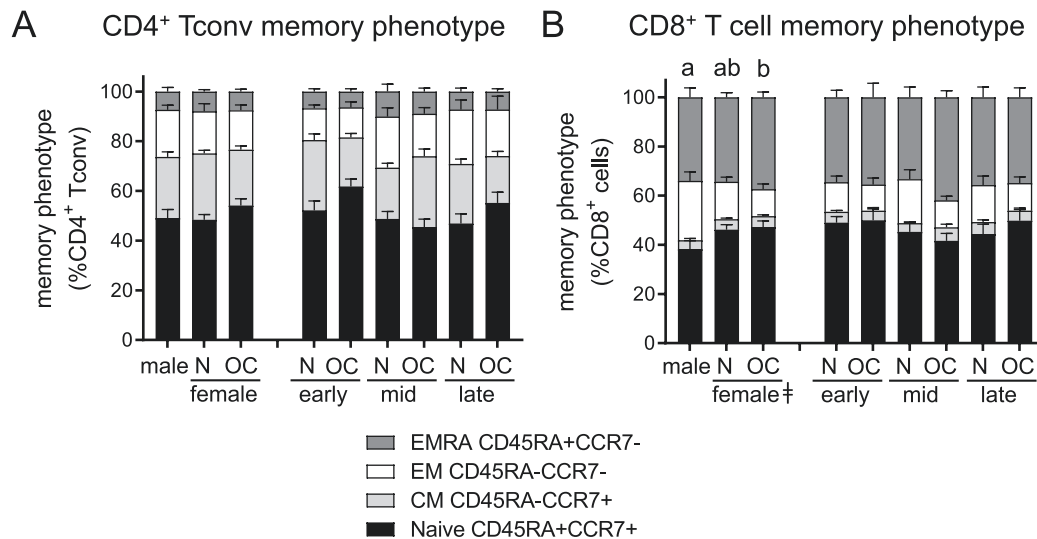 A CD4⁺ Tconv memory phenotype
memory phenotype
(%CD4⁺ Tconv)
100
80
60
40
20
0
male N OC N OC N OC N OC
female early mid late
B CD8⁺ T cell memory phenotype
a ab b
memory phenotype
(%CD8⁺ cells)
100
80
60
40
20
0
male N OC N OC N OC N OC
female‡ early mid late
EMRA CD45RA+CCR7-
EM CD45RA-CCR7-
CM CD45RA-CCR7+
Naive CD45RA+CCR7+